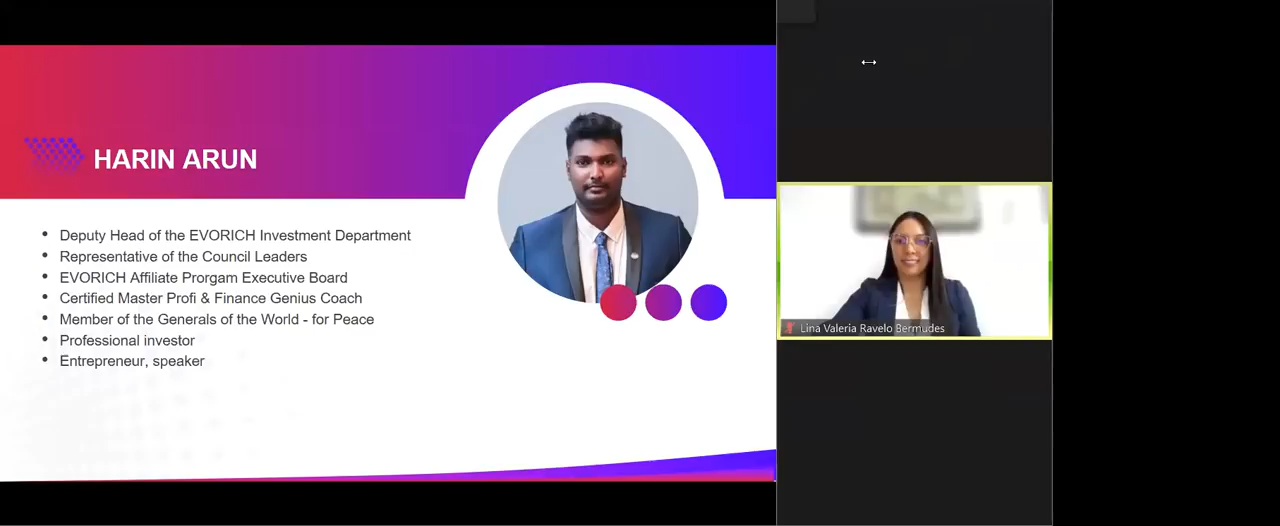 HARIN ARUN
• Deputy Head of the EVORICH Investment Department
• Representative of the Council Leaders
• EVORICH Affiliate Prorgam Executive Board
• Certified Master Profi & Finance Genius Coach
• Member of the Generals of the World - for Peace
• Professional investor
• Entrepreneur, speaker
Lina Valeria Ravelo Bermudes